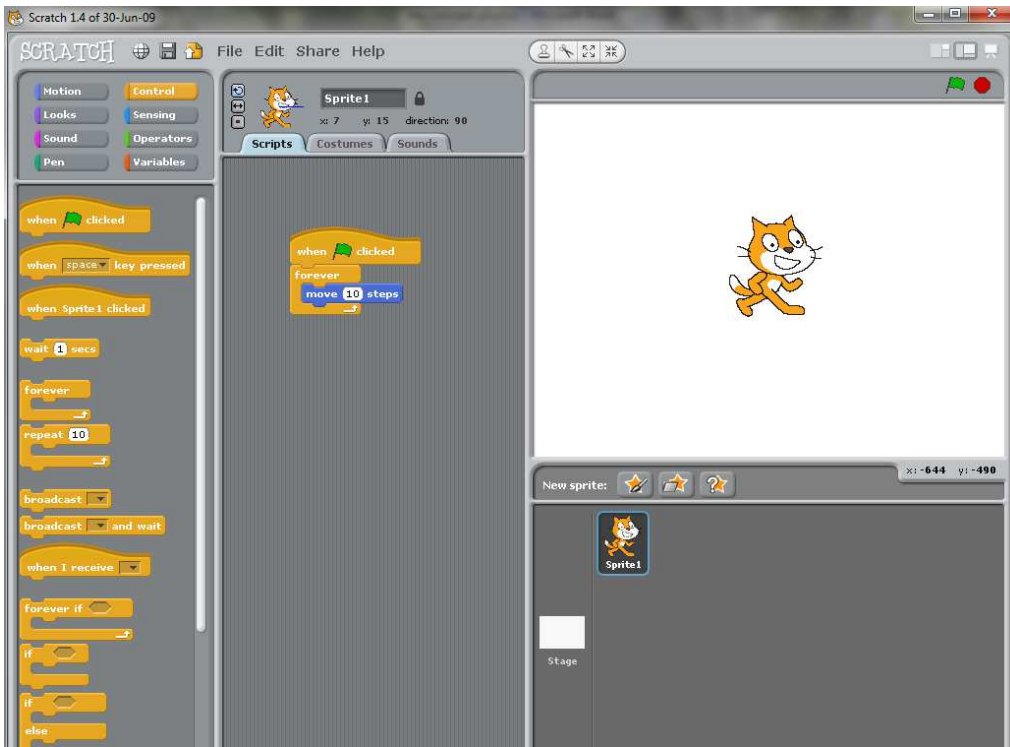 Scratch 1.4 of 30-Jun-09
SCRATCH File Edit Share Help
Motion Control
Looks Sensing
Sound Operators
Pen Variables
when clicked
when space key pressed
when Sprite1 clicked
wait 1 secs
forever
repeat 10
broadcast
broadcast and wait
when I receive
forever if
if
if
else
Sprite1
x: 7 y: 15 direction: 90
Scripts Costumes Sounds
when clicked
forever
move 10 steps
x: -644 y: -490
New sprite:
Sprite1
Stage